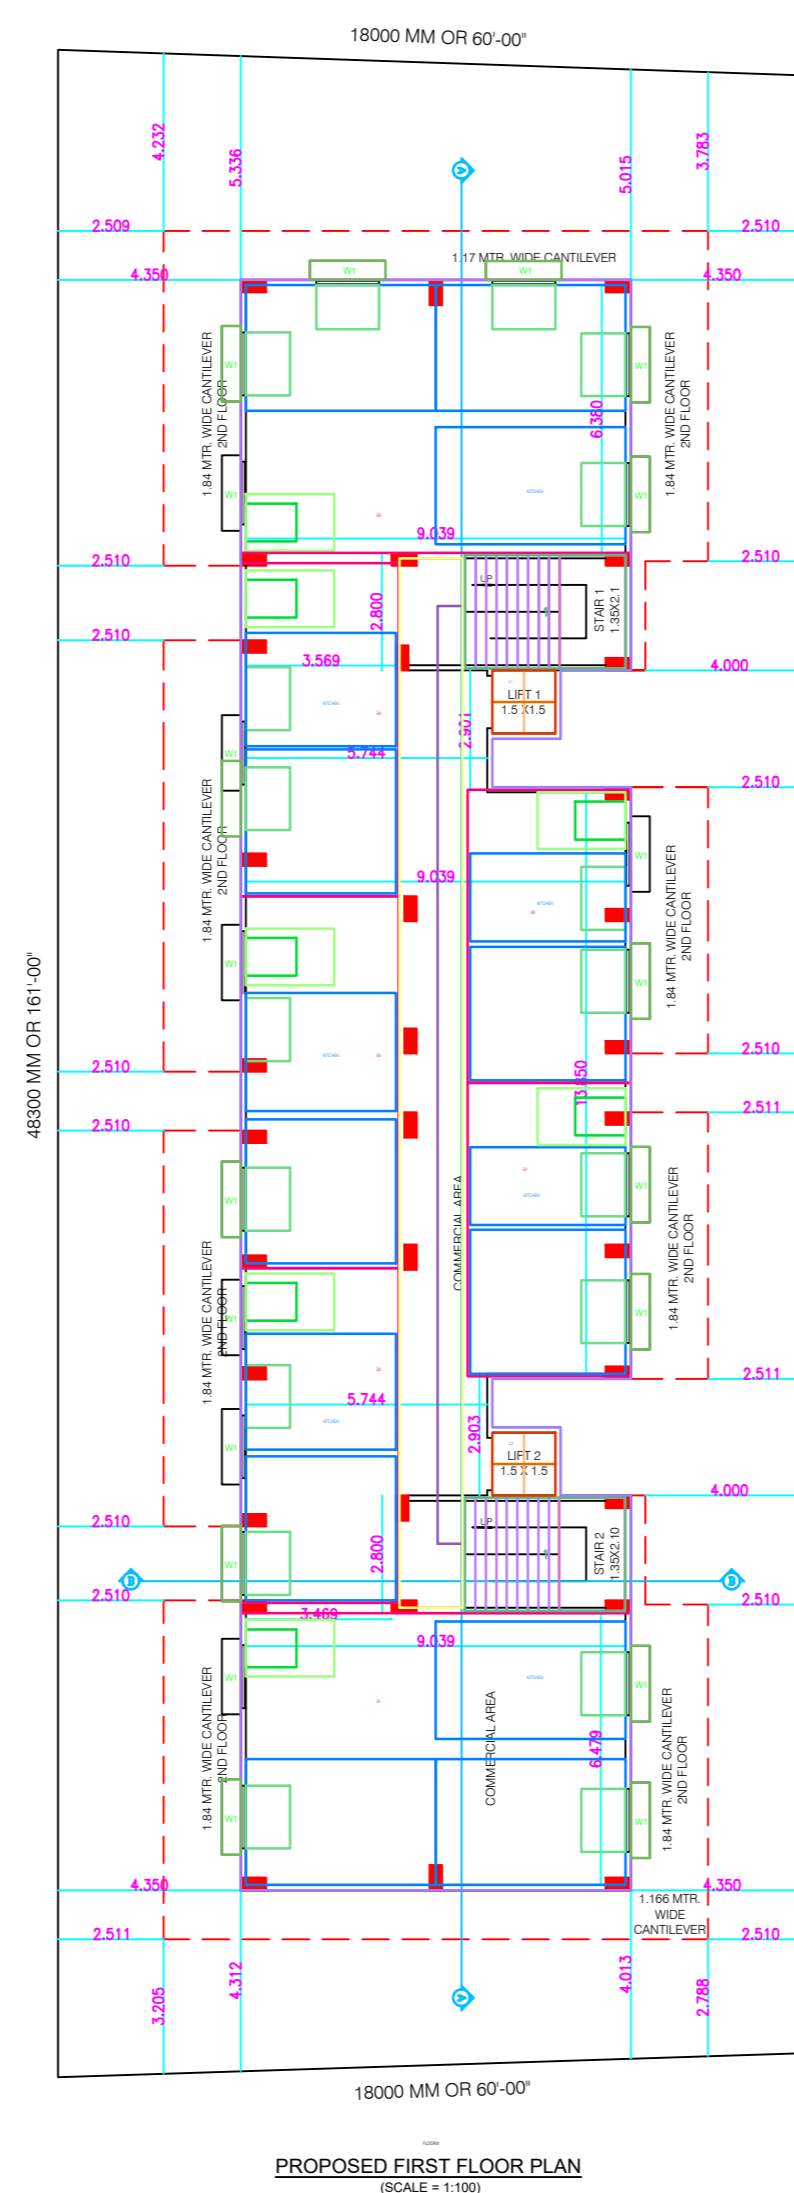 18000 MM OR 60'-00"
4.232
5.336
5.015
3.783
2.509
2.510
1.17 MTR. WIDE CANTILEVER
4.350
4.350
W1
W1
1.84 MTR. WIDE CANTILEVER
2ND FLOOR
W1
W1
1.84 MTR. WIDE CANTILEVER
2ND FLOOR
6.380
W1
W1
KITCHEN
9.039
2.510
2.510
UP
STAIR 1
1.35X2.1
2.800
2.510
3.569
4.000
LIFT 1
1.5 X1.5
KITCHEN
2.901
5.744
W1
2.510
1.84 MTR. WIDE CANTILEVER
2ND FLOOR
W1
1.84 MTR. WIDE CANTILEVER
2ND FLOOR
9.039
KITCHEN
48300 MM OR 161'-00"
W1
W1
KITCHEN
2.510
2.510
13.850
2.510
2.511
COMMERCIAL AREA
W1
W1
KITCHEN
1.84 MTR. WIDE CANTILEVER
2ND FLOOR
1.84 MTR. WIDE CANTILEVER
2ND FLOOR
W1
W1
2.511
5.744
2.903
KITCHEN
W1
LIFT 2
1.5 X 1.5
4.000
2.510
UP
STAIR 2
1.35X2.10
2.800
W1
B
B
2.510
2.510
3.469
9.039
W1
W1
KITCHEN
1.84 MTR. WIDE CANTILEVER
2ND FLOOR
COMMERCIAL AREA
6.479
1.84 MTR. WIDE CANTILEVER
2ND FLOOR
W1
W1
4.350
4.350
1.166 MTR.
WIDE
CANTILEVER
2.511
2.510
3.205
4.312
A
4.013
2.788
18000 MM OR 60'-00"
PROPOSED FIRST FLOOR PLAN
(SCALE = 1:100)